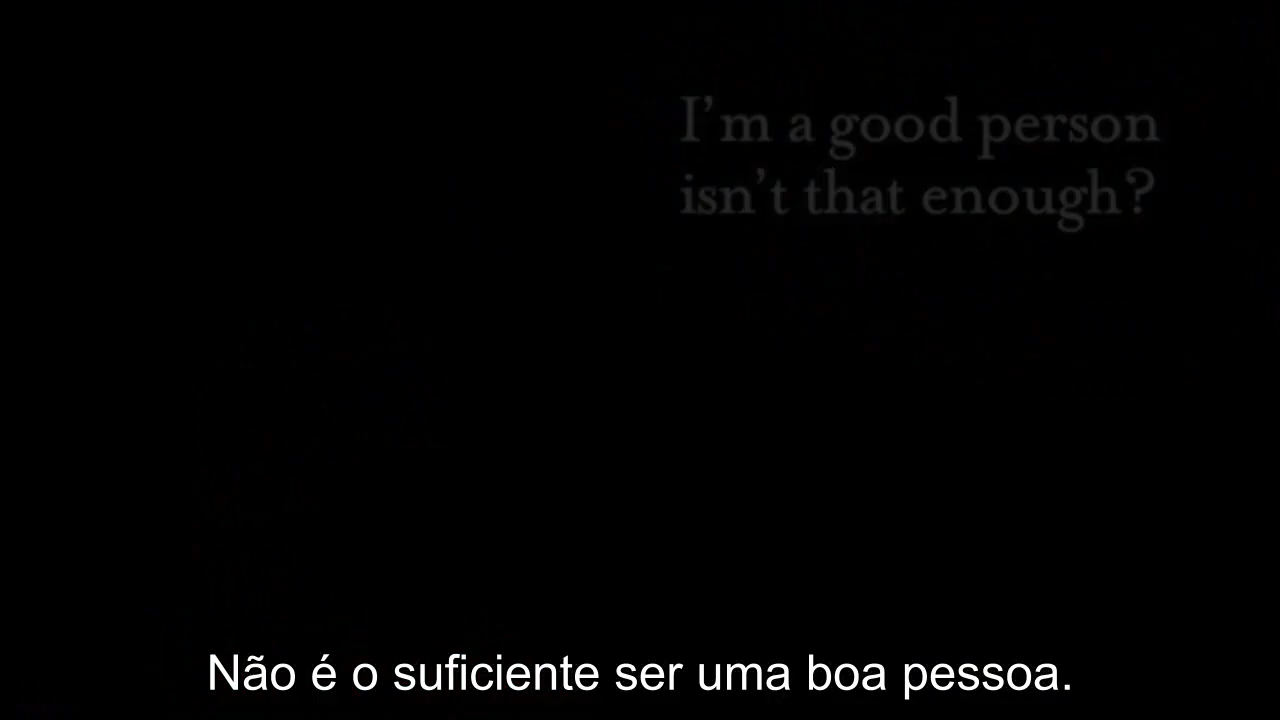 I’m a good person
isn’t that enough?
Não é o suficiente ser uma boa pessoa.